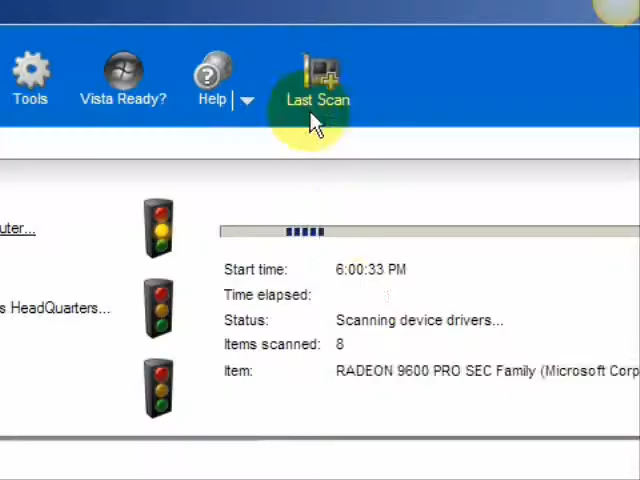 Tools Vista Ready? Help Last Scan
uter...
Start time: 6:00:33 PM
Time elapsed:
s HeadQuarters...
Status: Scanning device drivers...
Items scanned: 8
Item: RADEON 9600 PRO SEC Family (Microsoft Corp